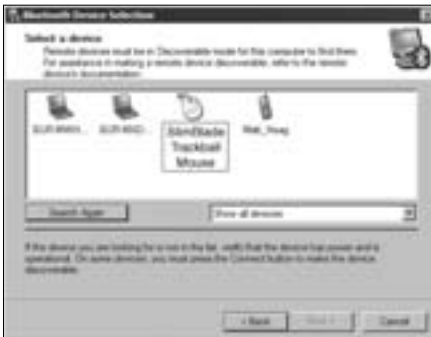 Bluetooth Device Selection
Select a device
Remote devices must be in Discoverable mode for this computer to find them.
For assistance in making a remote device discoverable, refer to the remote
device's documentation.
SlimBlade
Trackball
Mouse
Search Again
Show all devices
If the device you are looking for is not in the list, verify that the device has power and is
operational. On some devices, you must press the Connect button to make the device
discoverable.
< Back
Next >
Cancel